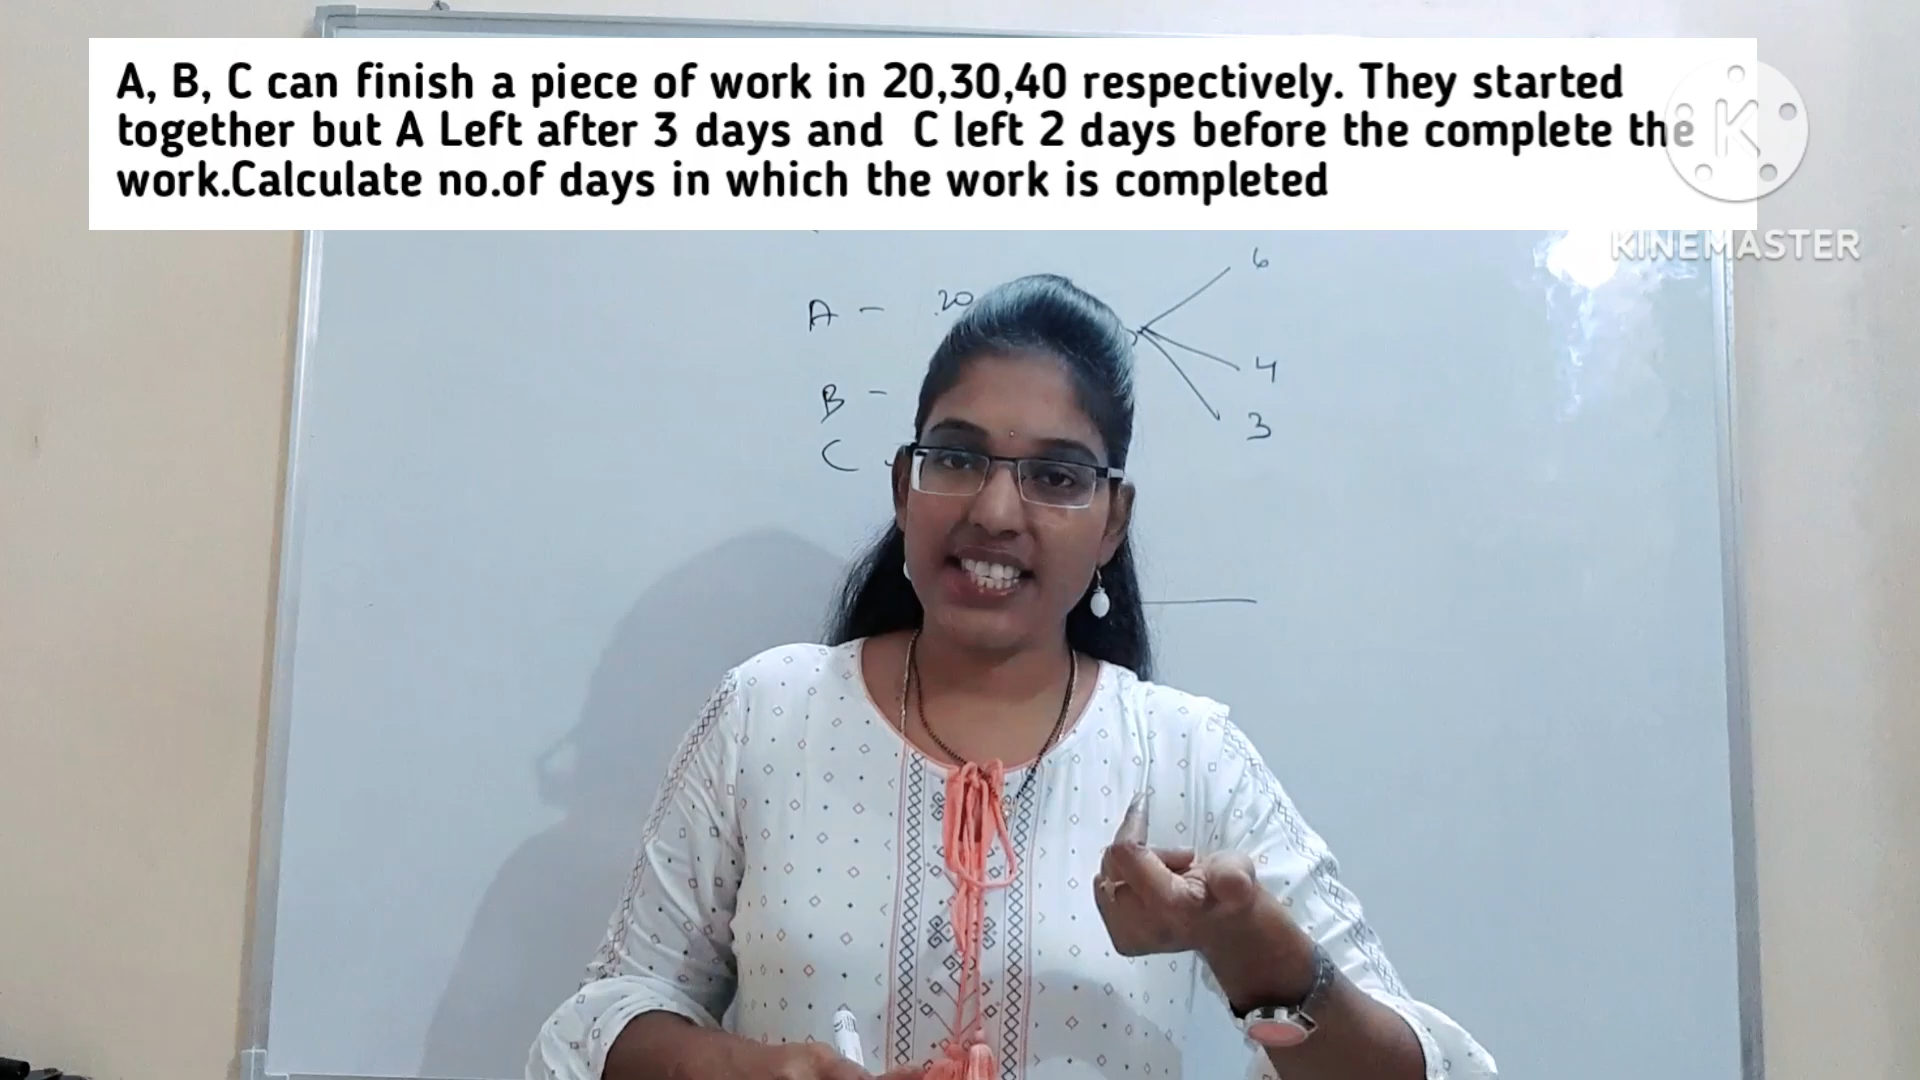 A, B, C can finish a piece of work in 20,30,40 respectively. They started
together but A Left after 3 days and C left 2 days before the complete the
work.Calculate no.of days in which the work is completed
K
KINEMASTER
6
A - 20
4
B -
3
C -